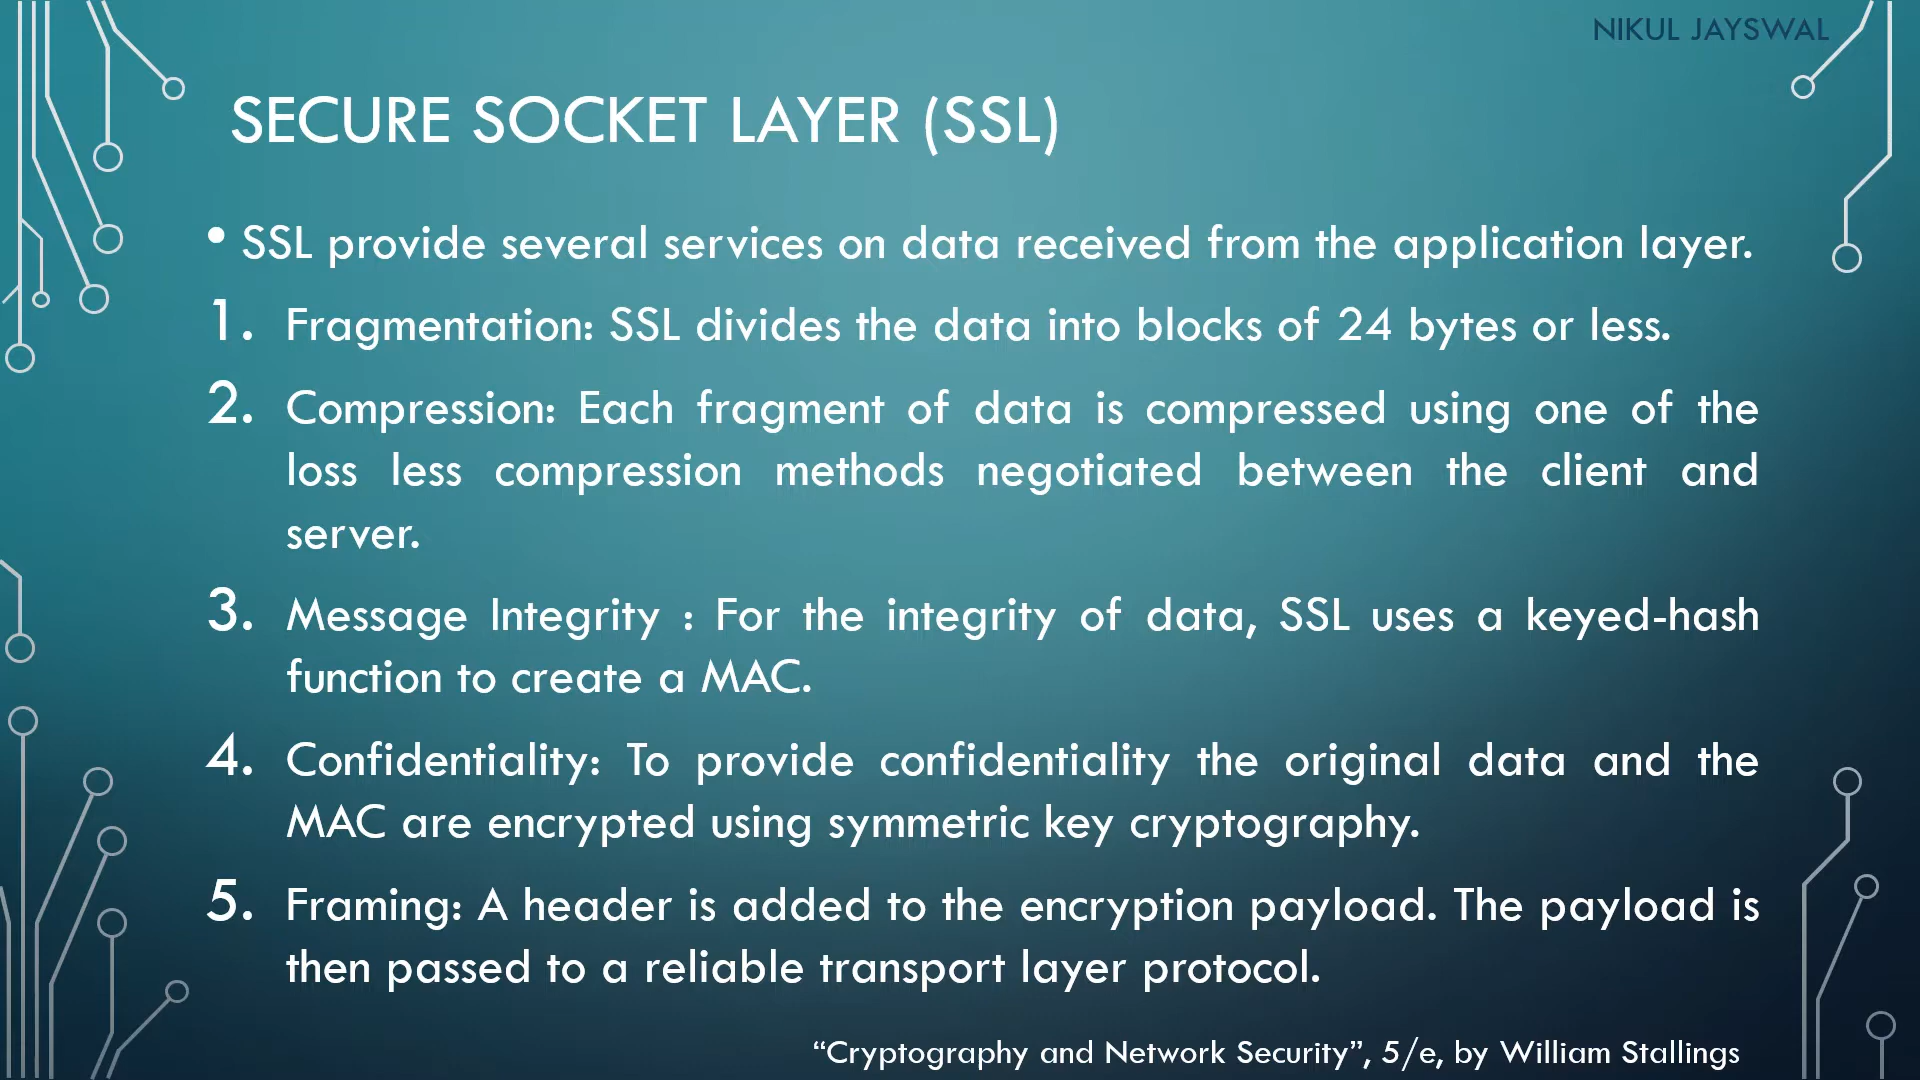 NIKUL JAYSWAL
SECURE SOCKET LAYER (SSL)
• SSL provide several services on data received from the application layer.
1. Fragmentation: SSL divides the data into blocks of 24 bytes or less.
2. Compression: Each fragment of data is compressed using one of the
loss less compression methods negotiated between the client and
server.
3. Message Integrity : For the integrity of data, SSL uses a keyed-hash
function to create a MAC.
4. Confidentiality: To provide confidentiality the original data and the
MAC are encrypted using symmetric key cryptography.
5. Framing: A header is added to the encryption payload. The payload is
then passed to a reliable transport layer protocol.
“Cryptography and Network Security”, 5/e, by William Stallings